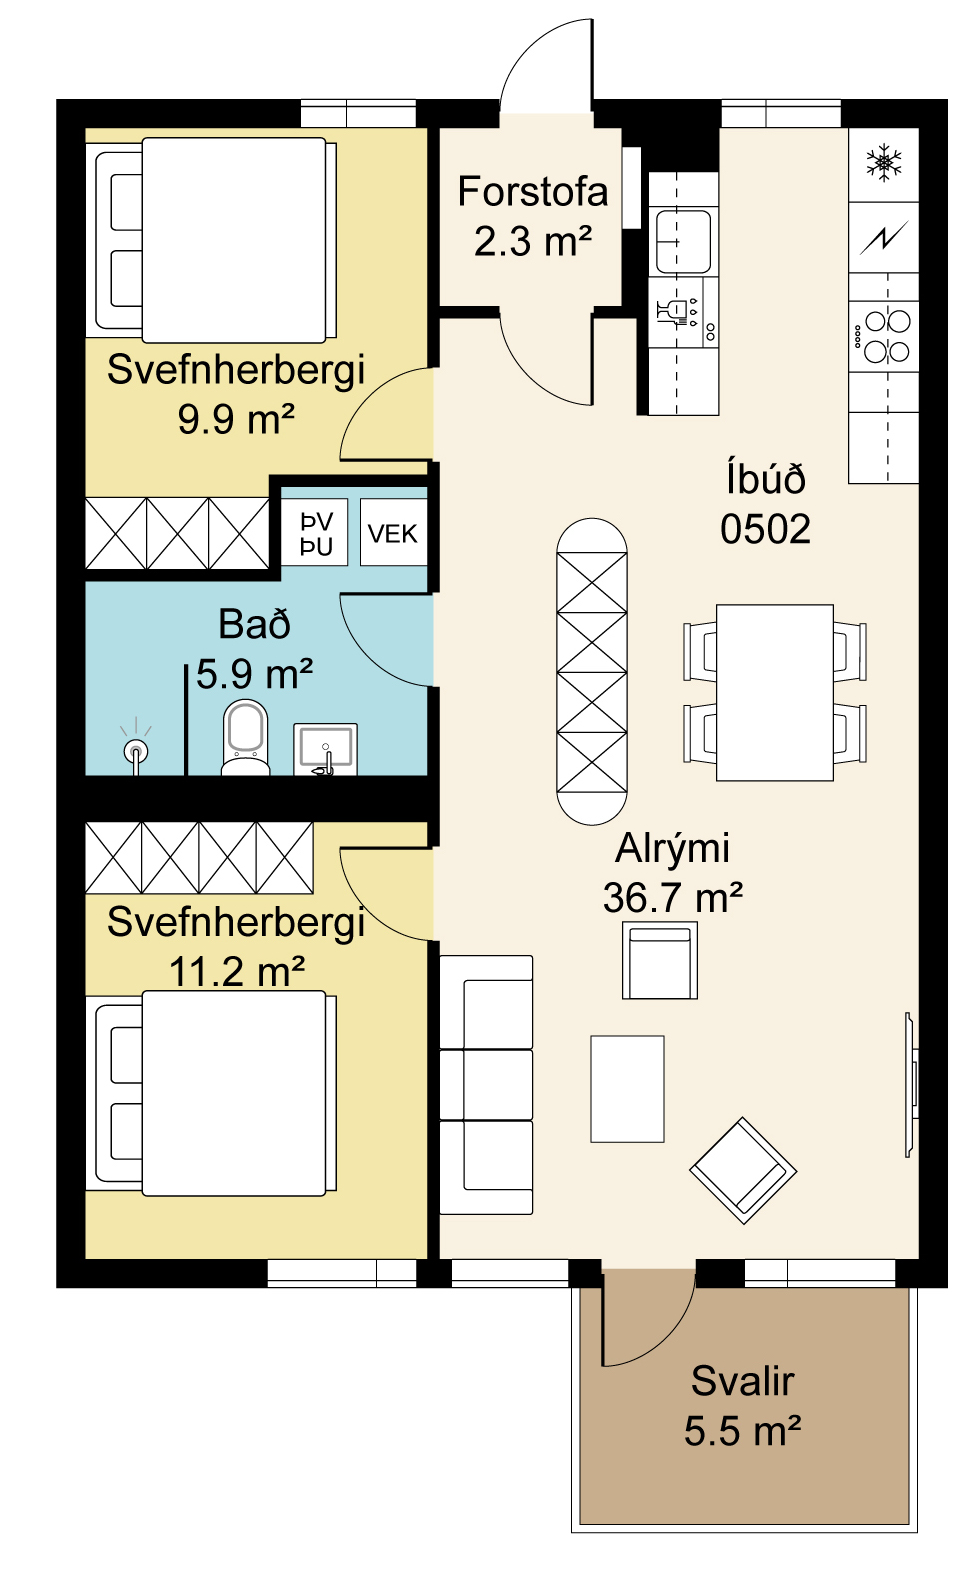 Forstofa
2.3 m²
Svefnherbergi
9.9 m²
Íbúð
0502
ÞV
ÞU
VEK
Bað
5.9 m²
Alrými
36.7 m²
Svefnherbergi
11.2 m²
Svalir
5.5 m²